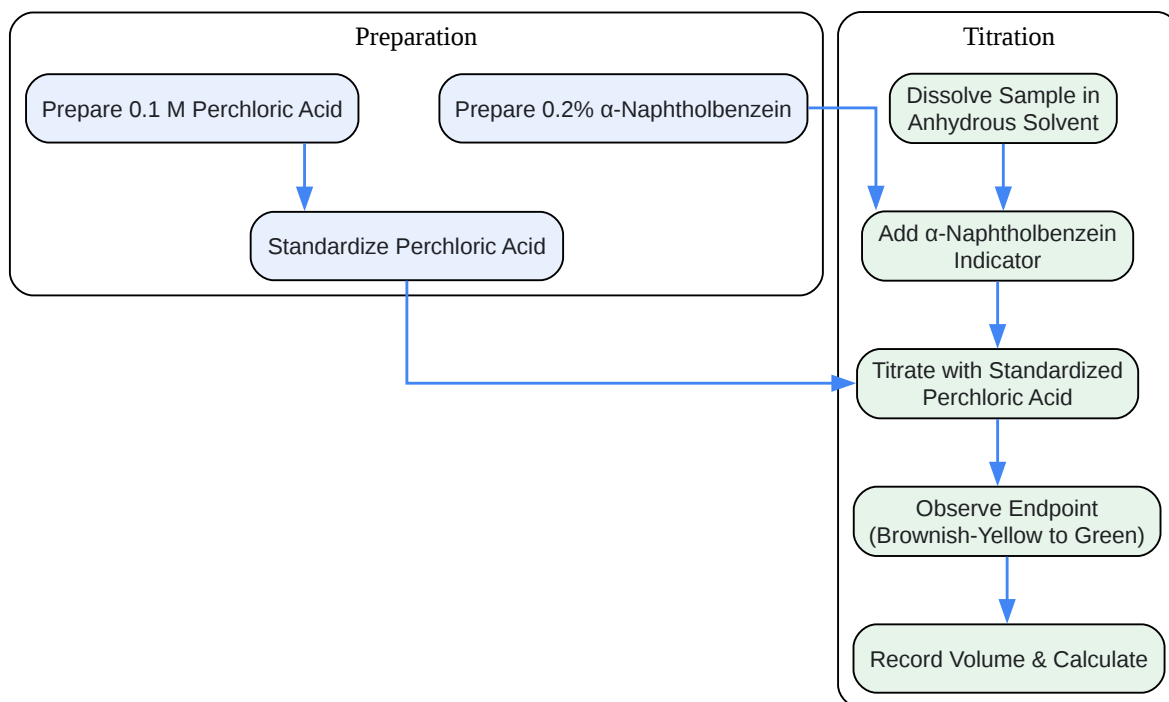 Preparation
Prepare 0.1 M Perchloric Acid
Prepare 0.2% α-Naphtholbenzein
Standardize Perchloric Acid
Titration
Dissolve Sample in
Anhydrous Solvent
Add α-Naphtholbenzein
Indicator
Titrate with Standardized
Perchloric Acid
Observe Endpoint
(Brownish-Yellow to Green)
Record Volume & Calculate